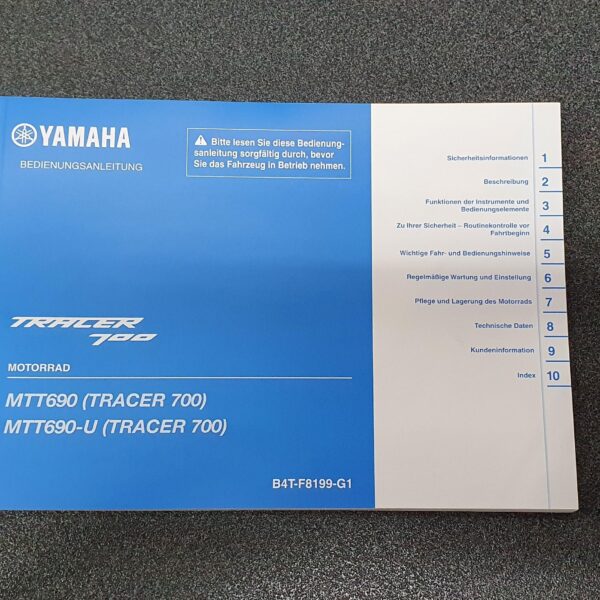 YAMAHA
BEDIENUNGSANLEITUNG
Bitte lesen Sie diese Bedienungs-
anleitung sorgfältig durch, bevor
Sie das Fahrzeug in Betrieb nehmen.
TRACER
700
MOTORRAD
MTT690 (TRACER 700)
MTT690-U (TRACER 700)
B4T-F8199-G1
Sicherheitsinformationen 1
Beschreibung 2
Funktionen der Instrumente und
Bedienungselemente 3
Zu Ihrer Sicherheit – Routinekontrolle vor
Fahrtbeginn 4
Wichtige Fahr- und Bedienungshinweise 5
Regelmäßige Wartung und Einstellung 6
Pflege und Lagerung des Motorrads 7
Technische Daten 8
Kundeninformation 9
Index 10